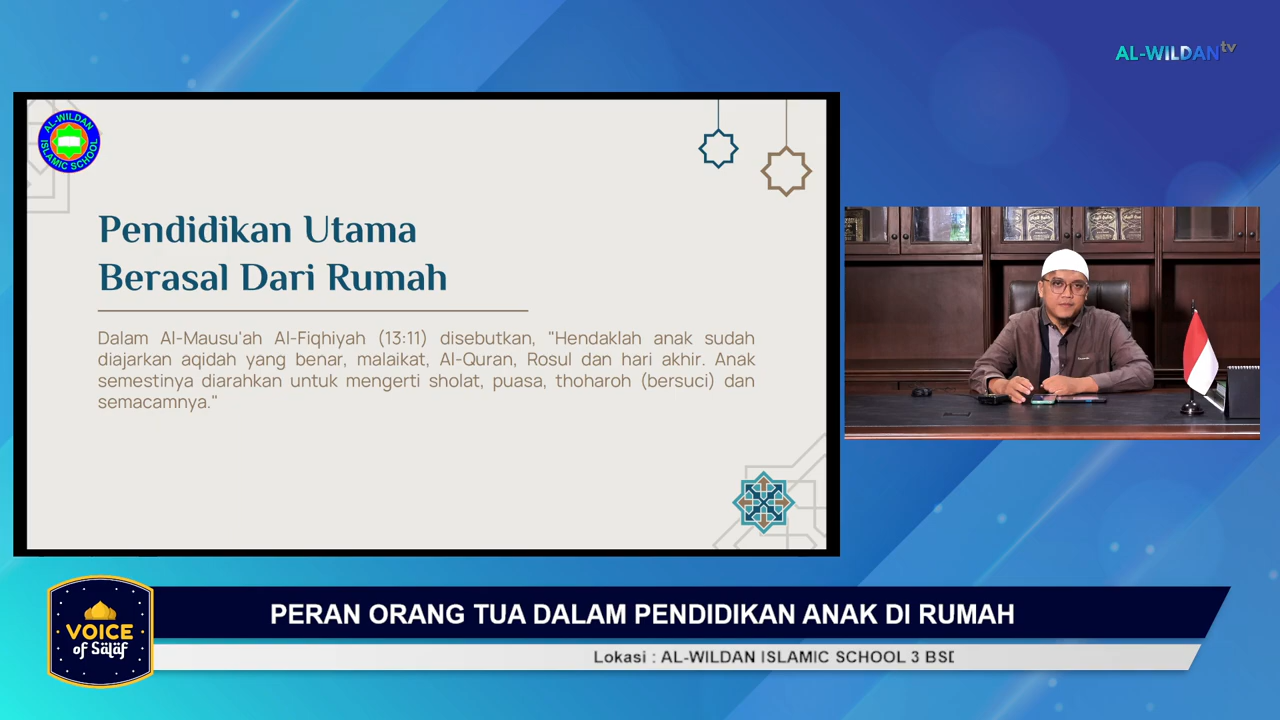 AL-WILDAN tv
AL-WILDAN
ISLAMIC SCHOOL
Pendidikan Utama
Berasal Dari Rumah
Dalam Al-Mausu'ah Al-Fiqhiyah (13:11) disebutkan, "Hendaklah anak sudah
diajarkan aqidah yang benar, malaikat, Al-Quran, Rosul dan hari akhir. Anak
semestinya diarahkan untuk mengerti sholat, puasa, thoharoh (bersuci) dan
semacamnya."
VOICE
of Salaf
PERAN ORANG TUA DALAM PENDIDIKAN ANAK DI RUMAH
Lokasi : AL-WILDAN ISLAMIC SCHOOL 3 BSD